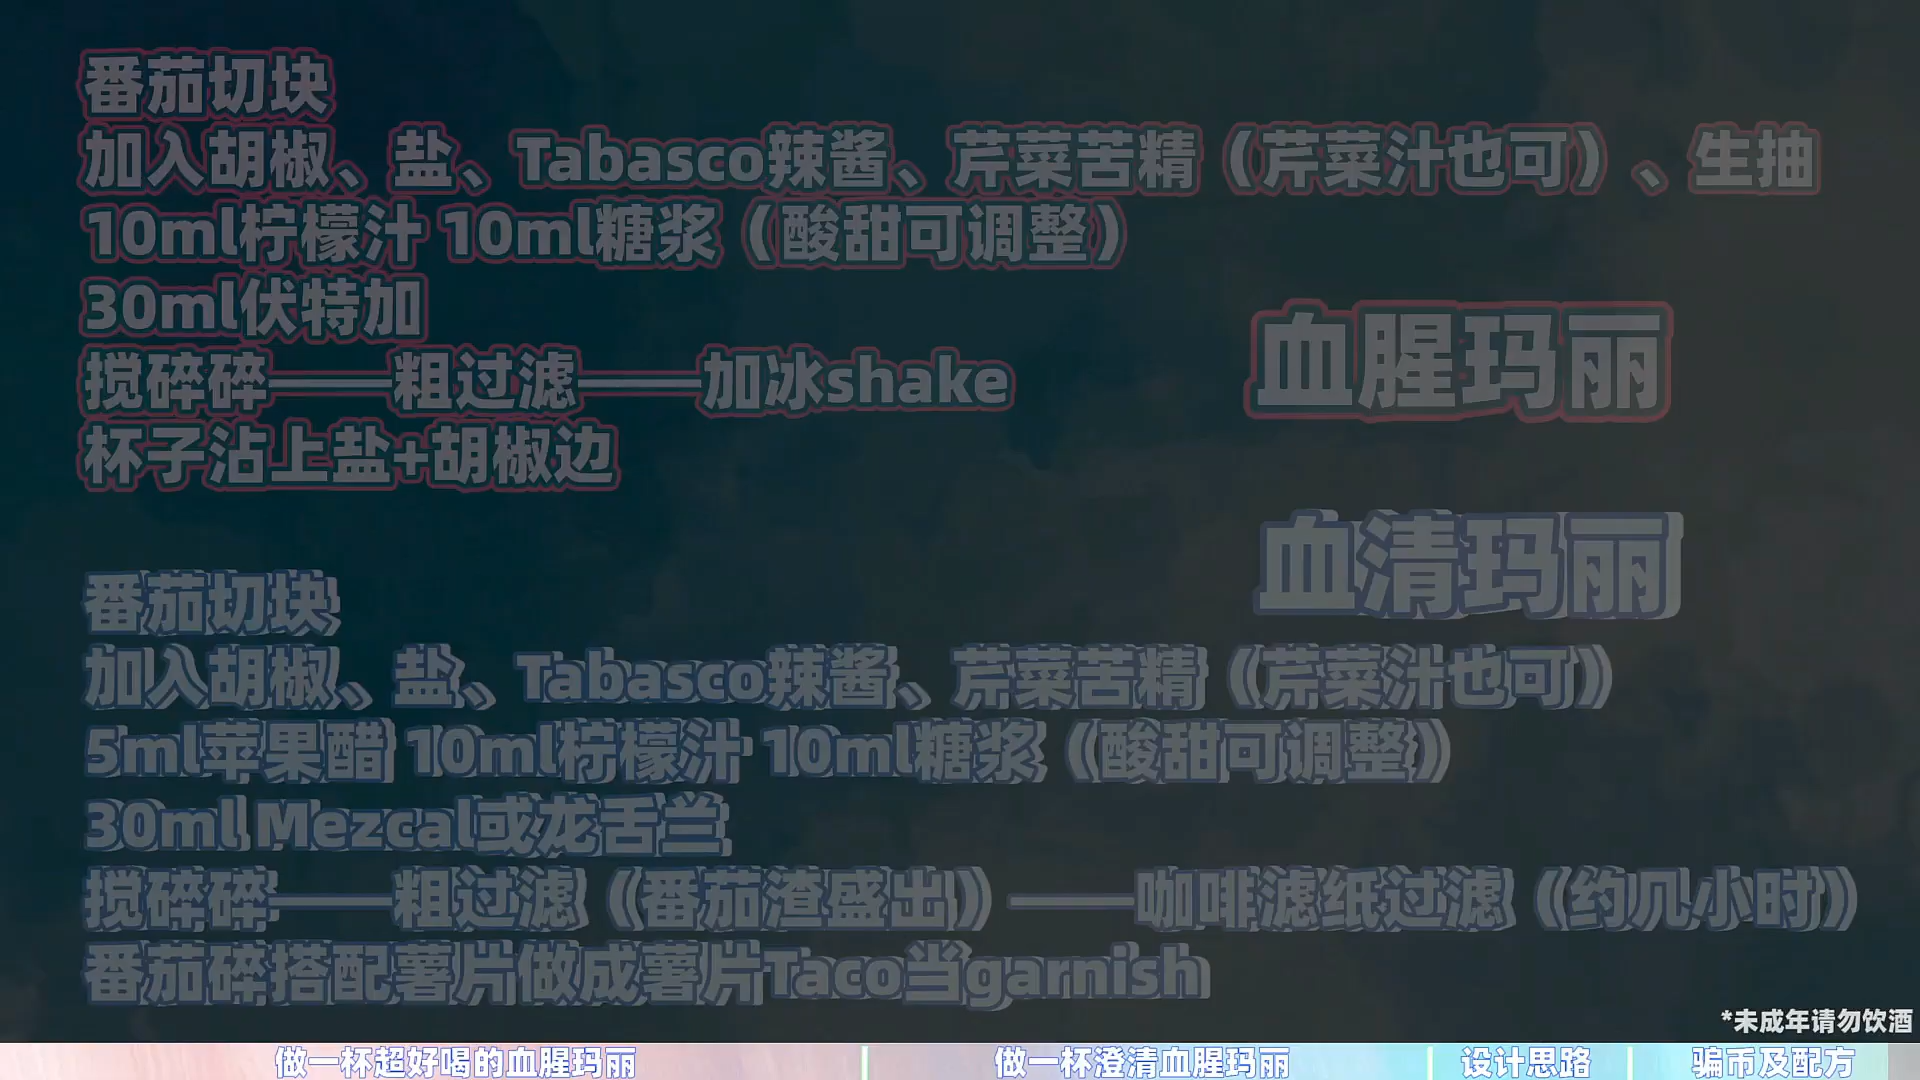 番茄切块
加入胡椒、盐、Tabasco辣酱、芹菜苦精（芹菜汁也可）、生抽
10ml柠檬汁 10ml糖浆（酸甜可调整）
30ml伏特加
搅碎碎——粗过滤——加冰shake
杯子沾上盐+胡椒边
血腥玛丽
血清玛丽
番茄切块
加入胡椒、盐、Tabasco辣酱、芹菜苦精（芹菜汁也可）
5ml苹果醋 10ml柠檬汁 10ml糖浆（酸甜可调整）
30ml Mezcal或龙舌兰
搅碎碎——粗过滤（番茄渣盛出）——咖啡滤纸过滤（约几小时）
番茄碎搭配薯片做成薯片Taco当garnish
*未成年请勿饮酒
做一杯超好喝的血腥玛丽
做一杯澄清血腥玛丽
设计思路
骗币及配方